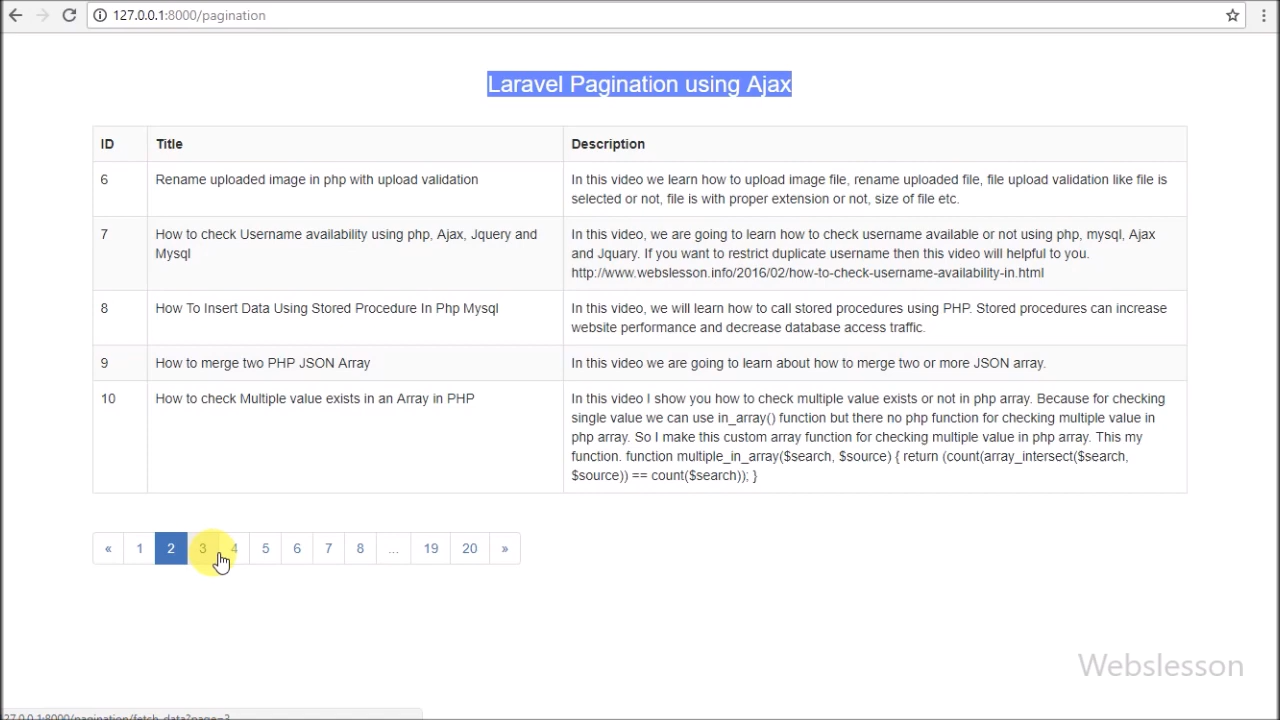 127.0.0.1:8000/pagination
Laravel Pagination using Ajax
ID Title Description
6 Rename uploaded image in php with upload validation In this video we learn how to upload image file, rename uploaded file, file upload validation like file is
selected or not, file is with proper extension or not, size of file etc.
7 How to check Username availability using php, Ajax, Jquery and In this video, we are going to learn how to check username available or not using php, mysql, Ajax
Mysql and Jquary. If you want to restrict duplicate username then this video will helpful to you.
http://www.webslesson.info/2016/02/how-to-check-username-availability-in.html
8 How To Insert Data Using Stored Procedure In Php Mysql In this video, we will learn how to call stored procedures using PHP. Stored procedures can increase
website performance and decrease database access traffic.
9 How to merge two PHP JSON Array In this video we are going to learn about how to merge two or more JSON array.
10 How to check Multiple value exists in an Array in PHP In this video I show you how to check multiple value exists or not in php array. Because for checking
single value we can use in_array() function but there no php function for checking multiple value in
php array. So I make this custom array function for checking multiple value in php array. This my
function. function multiple_in_array($search, $source) { return (count(array_intersect($search,
$source)) == count($search)); }
« 1 2 3 4 5 6 7 8 ... 19 20 »
Webslesson
27.0.0.1:8000/pagination/fetch_data?page=3